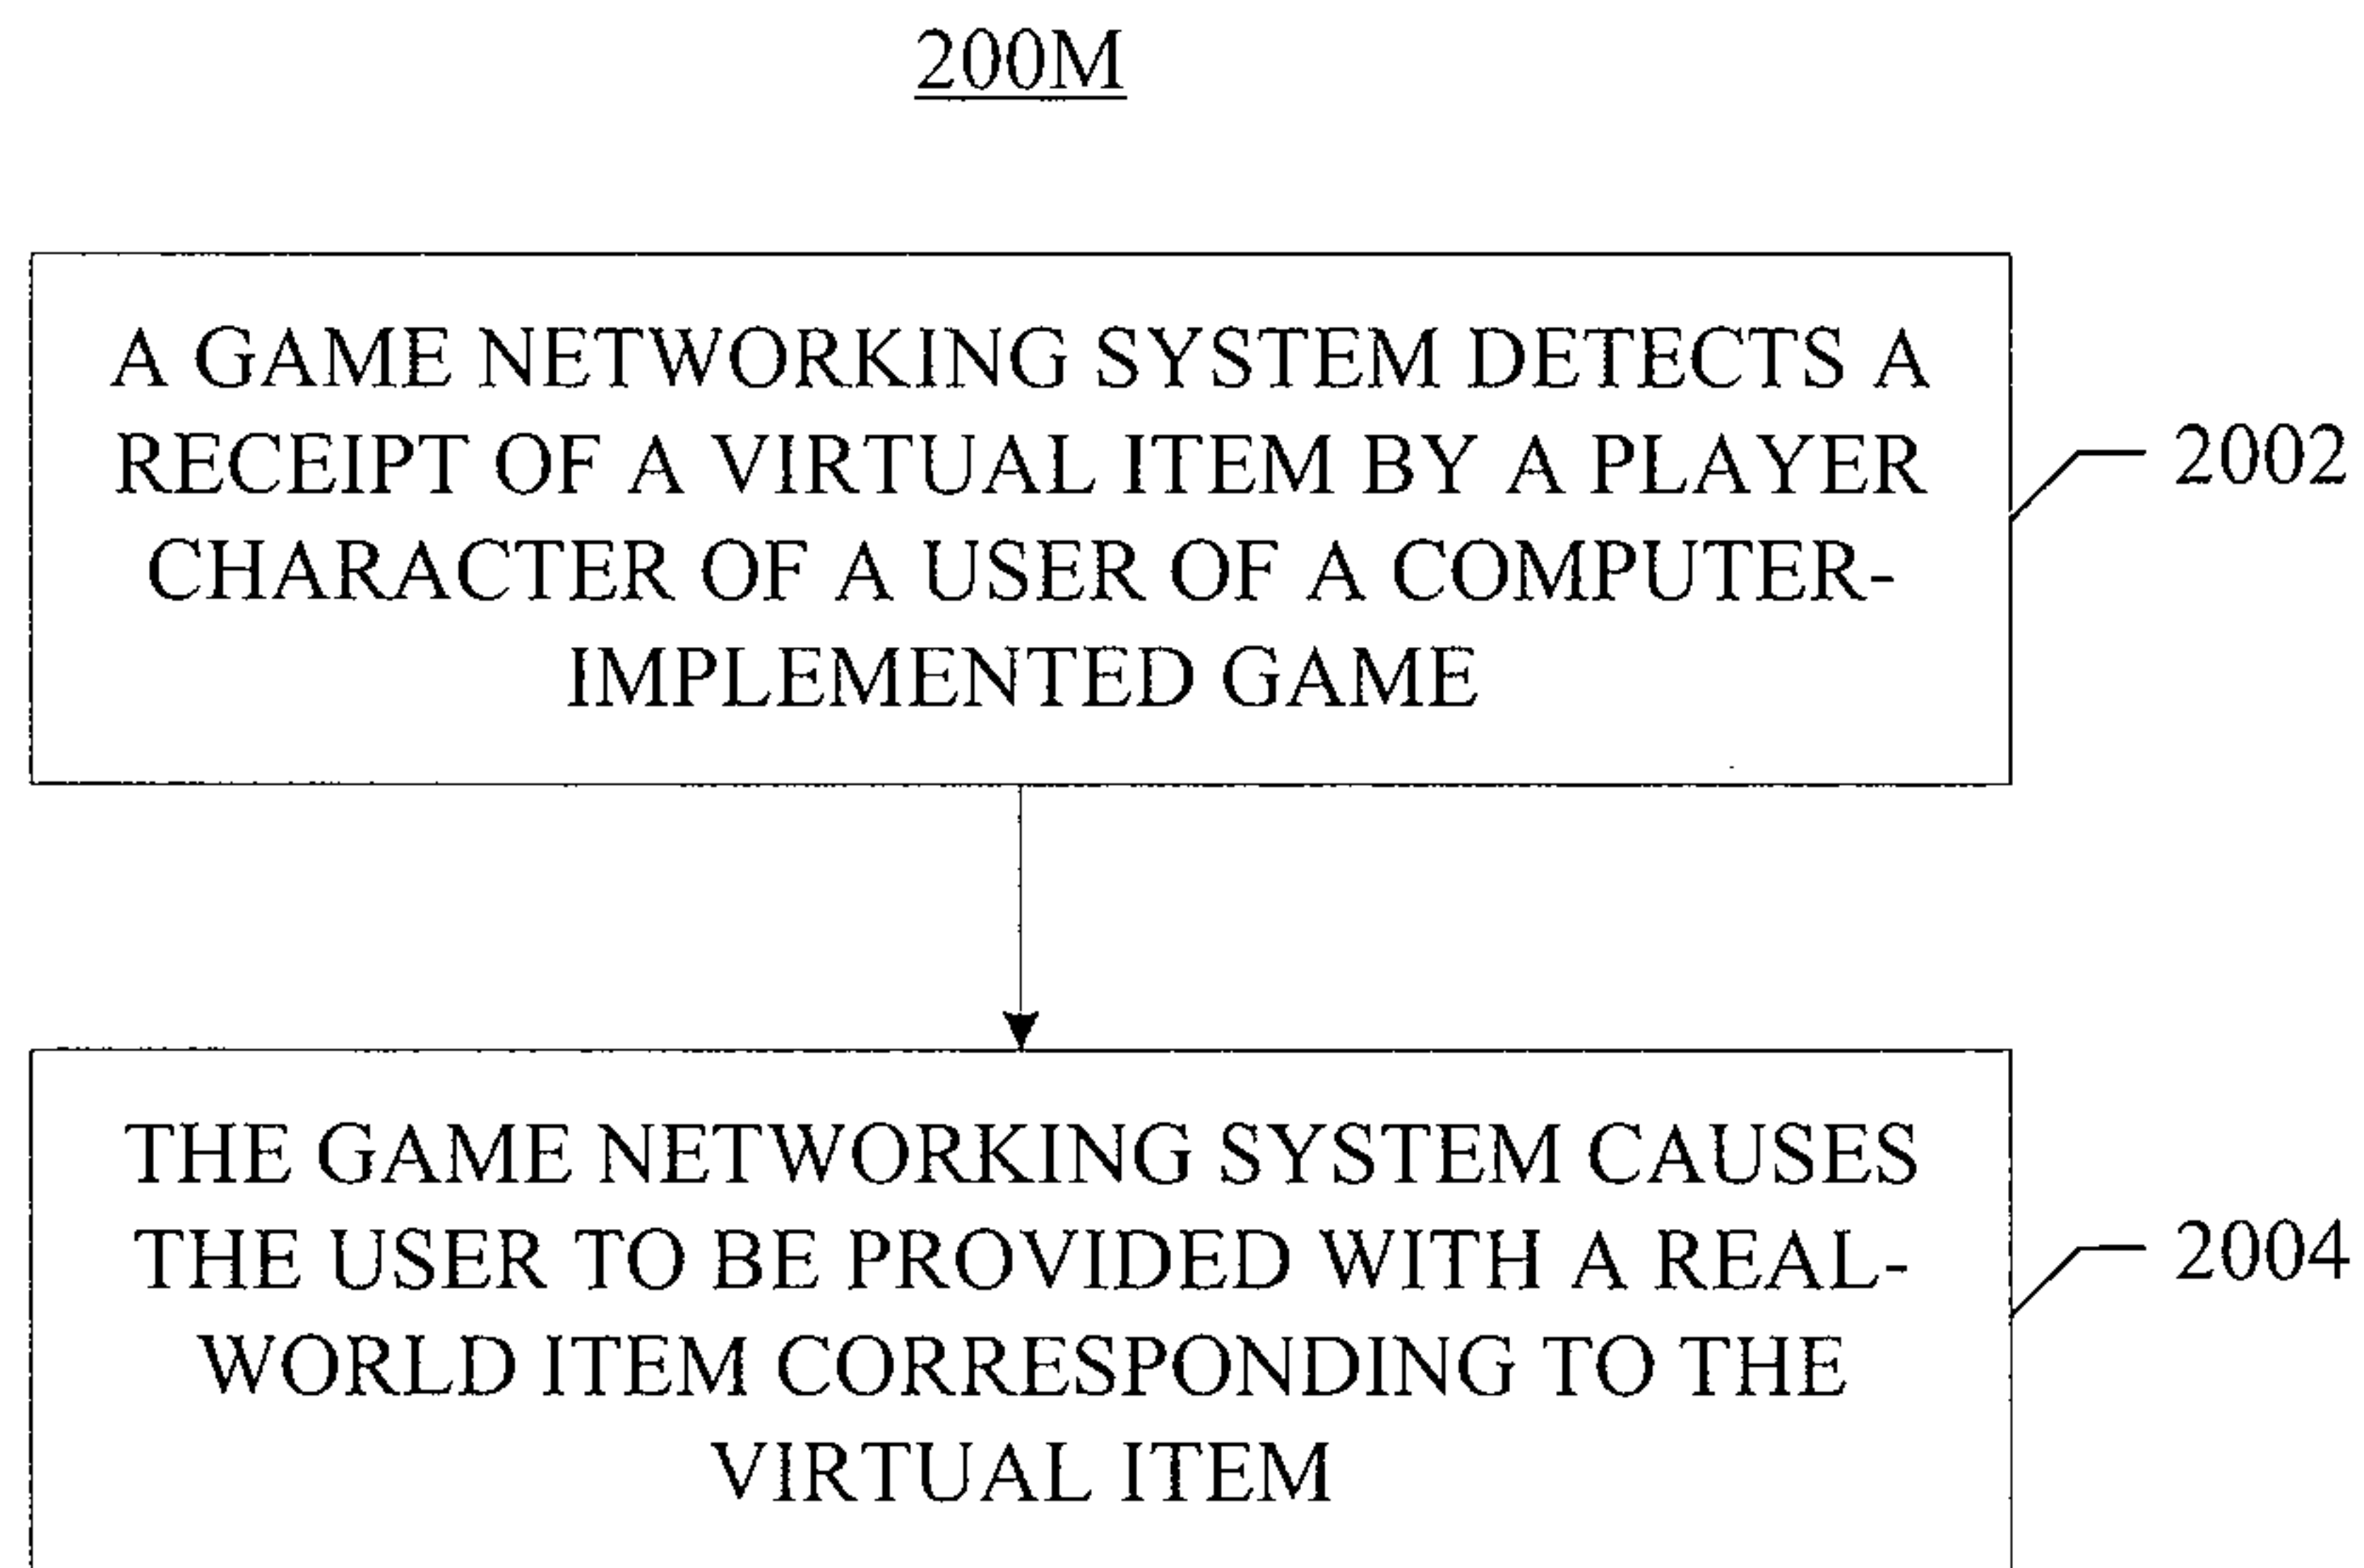 200M
A GAME NETWORKING SYSTEM DETECTS A
RECEIPT OF A VIRTUAL ITEM BY A PLAYER
CHARACTER OF A USER OF A COMPUTER-
IMPLEMENTED GAME
2002
THE GAME NETWORKING SYSTEM CAUSES
THE USER TO BE PROVIDED WITH A REAL-
WORLD ITEM CORRESPONDING TO THE
VIRTUAL ITEM
2004